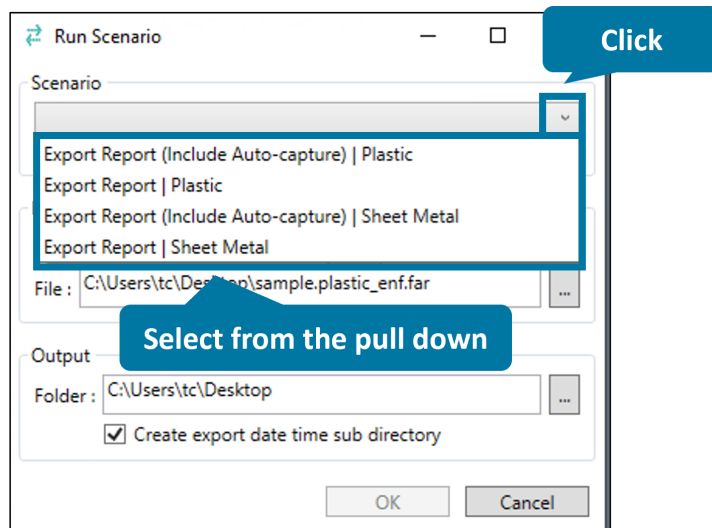 Run Scenario
Click
Scenario
Export Report (Include Auto-capture) | Plastic
Export Report | Plastic
Export Report (Include Auto-capture) | Sheet Metal
Export Report | Sheet Metal
File : C:\Users\tc\Desktop\sample.plastic_enf.far ...
Select from the pull down
Output
Folder : C:\Users\tc\Desktop ...
Create export date time sub directory
OK Cancel